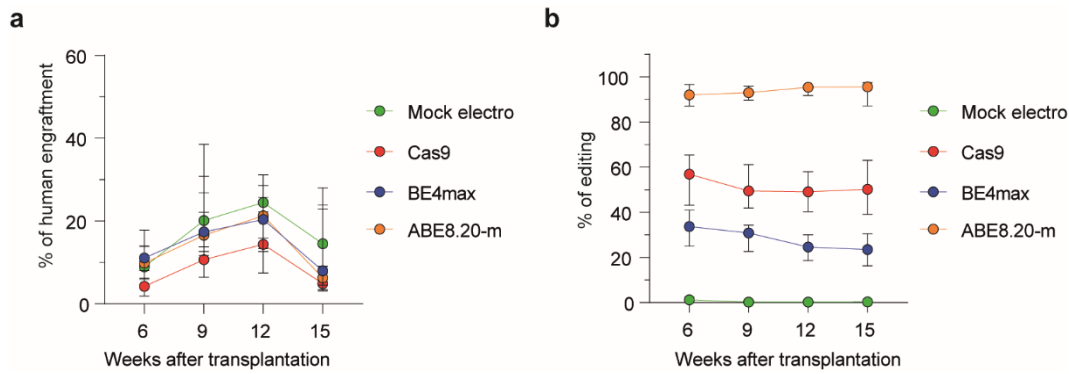 a
% of human engraftment
60
40
20
0
6 9 12 15
Weeks after transplantation
Mock electro
Cas9
BE4max
ABE8.20-m
b
% of editing
100
80
60
40
20
0
6 9 12 15
Weeks after transplantation
Mock electro
Cas9
BE4max
ABE8.20-m